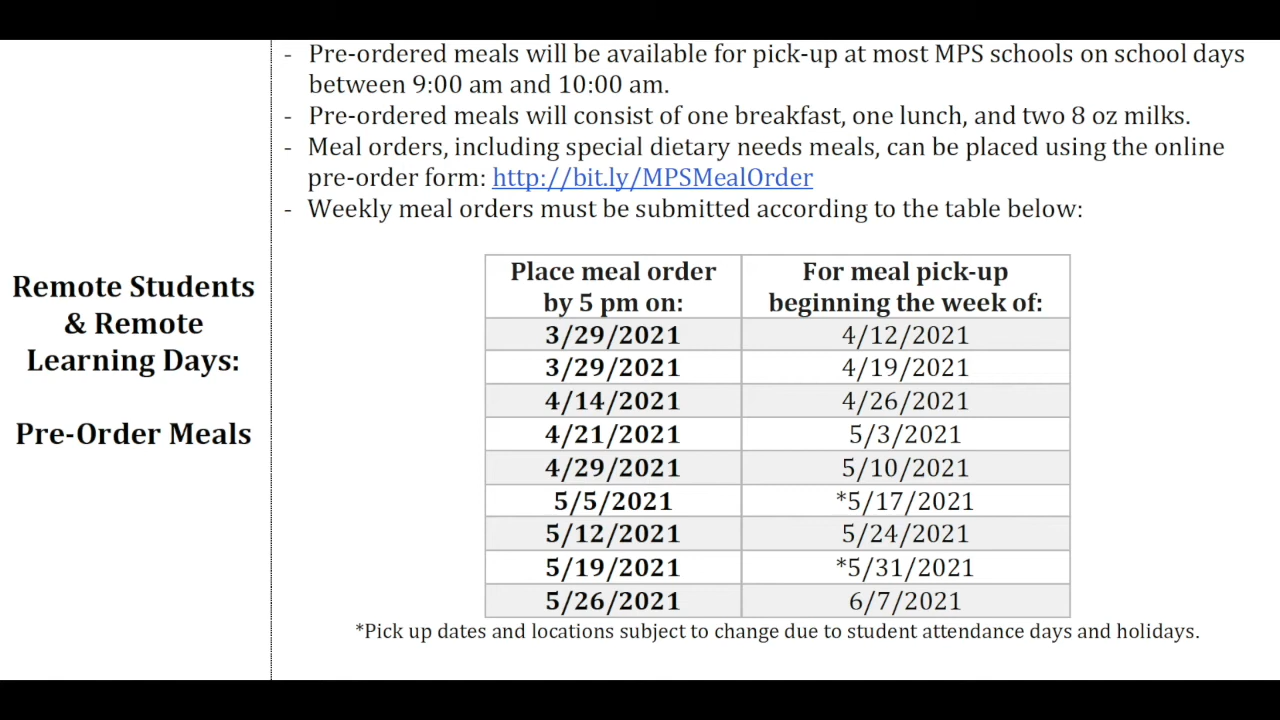 - Pre-ordered meals will be available for pick-up at most MPS schools on school days
between 9:00 am and 10:00 am.
- Pre-ordered meals will consist of one breakfast, one lunch, and two 8 oz milks.
- Meal orders, including special dietary needs meals, can be placed using the online
pre-order form: http://bit.ly/MPSMealOrder
- Weekly meal orders must be submitted according to the table below:
Remote Students
& Remote
Learning Days:
Pre-Order Meals
Place meal order
by 5 pm on:
For meal pick-up
beginning the week of:
3/29/2021 4/12/2021
3/29/2021 4/19/2021
4/14/2021 4/26/2021
4/21/2021 5/3/2021
4/29/2021 5/10/2021
5/5/2021 *5/17/2021
5/12/2021 5/24/2021
5/19/2021 *5/31/2021
5/26/2021 6/7/2021
*Pick up dates and locations subject to change due to student attendance days and holidays.